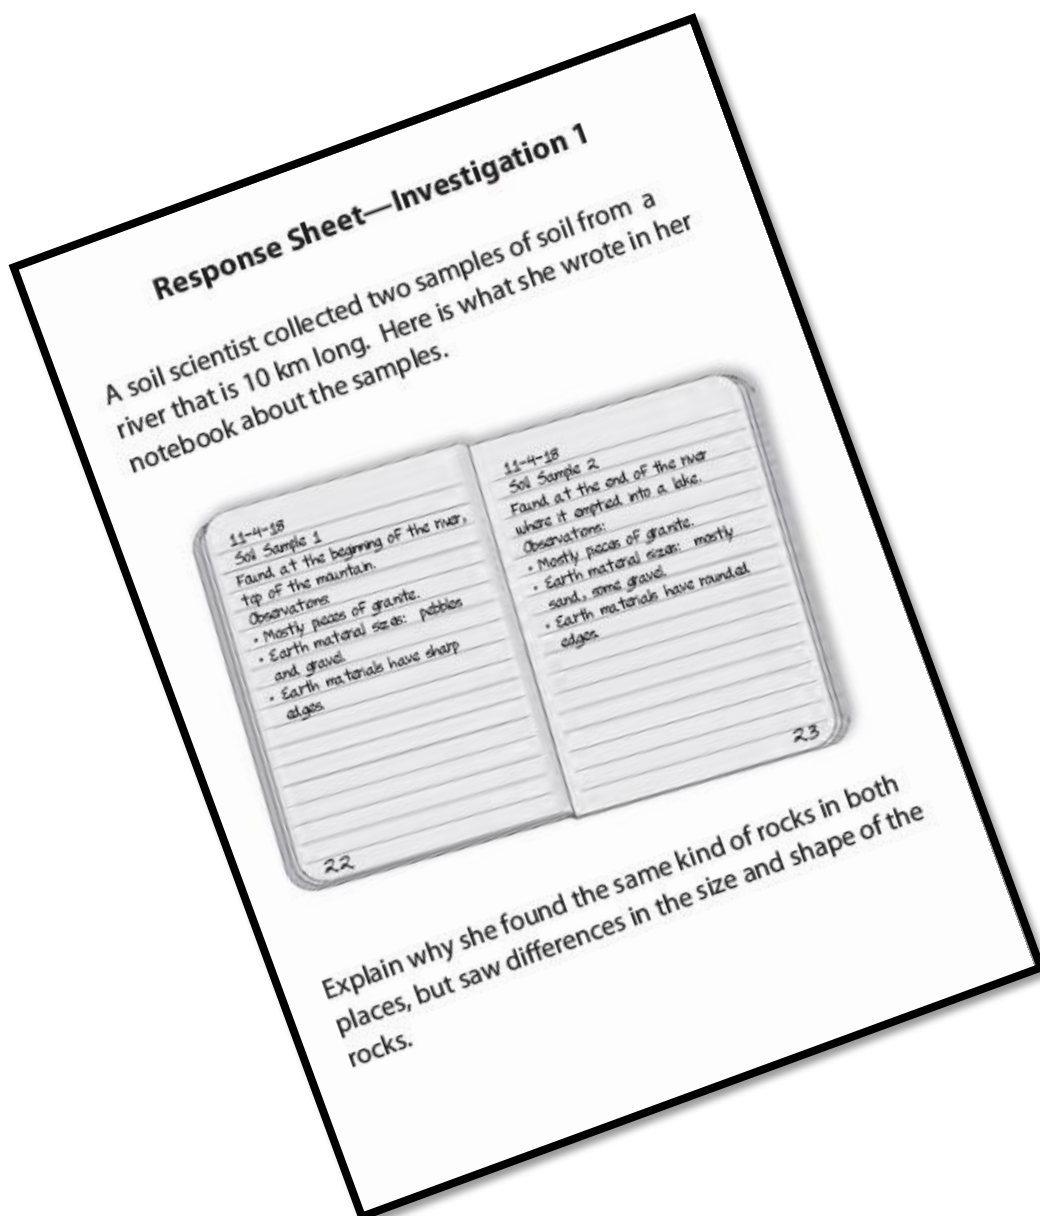 Response Sheet—Investigation 1
A soil scientist collected two samples of soil from a
river that is 10 km long. Here is what she wrote in her
notebook about the samples.
11-4-18
Soil Sample 1
Found at the beginning of the river,
top of the mountain.
Observations:
• Mostly pieces of granite.
• Earth material sizes: pebbles
and gravel.
• Earth materials have sharp
edges.
22
11-4-18
Soil Sample 2
Found at the end of the river
where it emptied into a lake.
Observations:
• Mostly pieces of granite.
• Earth material sizes: mostly
sand, some gravel.
• Earth materials have rounded
edges.
23
Explain why she found the same kind of rocks in both
places, but saw differences in the size and shape of the
rocks.